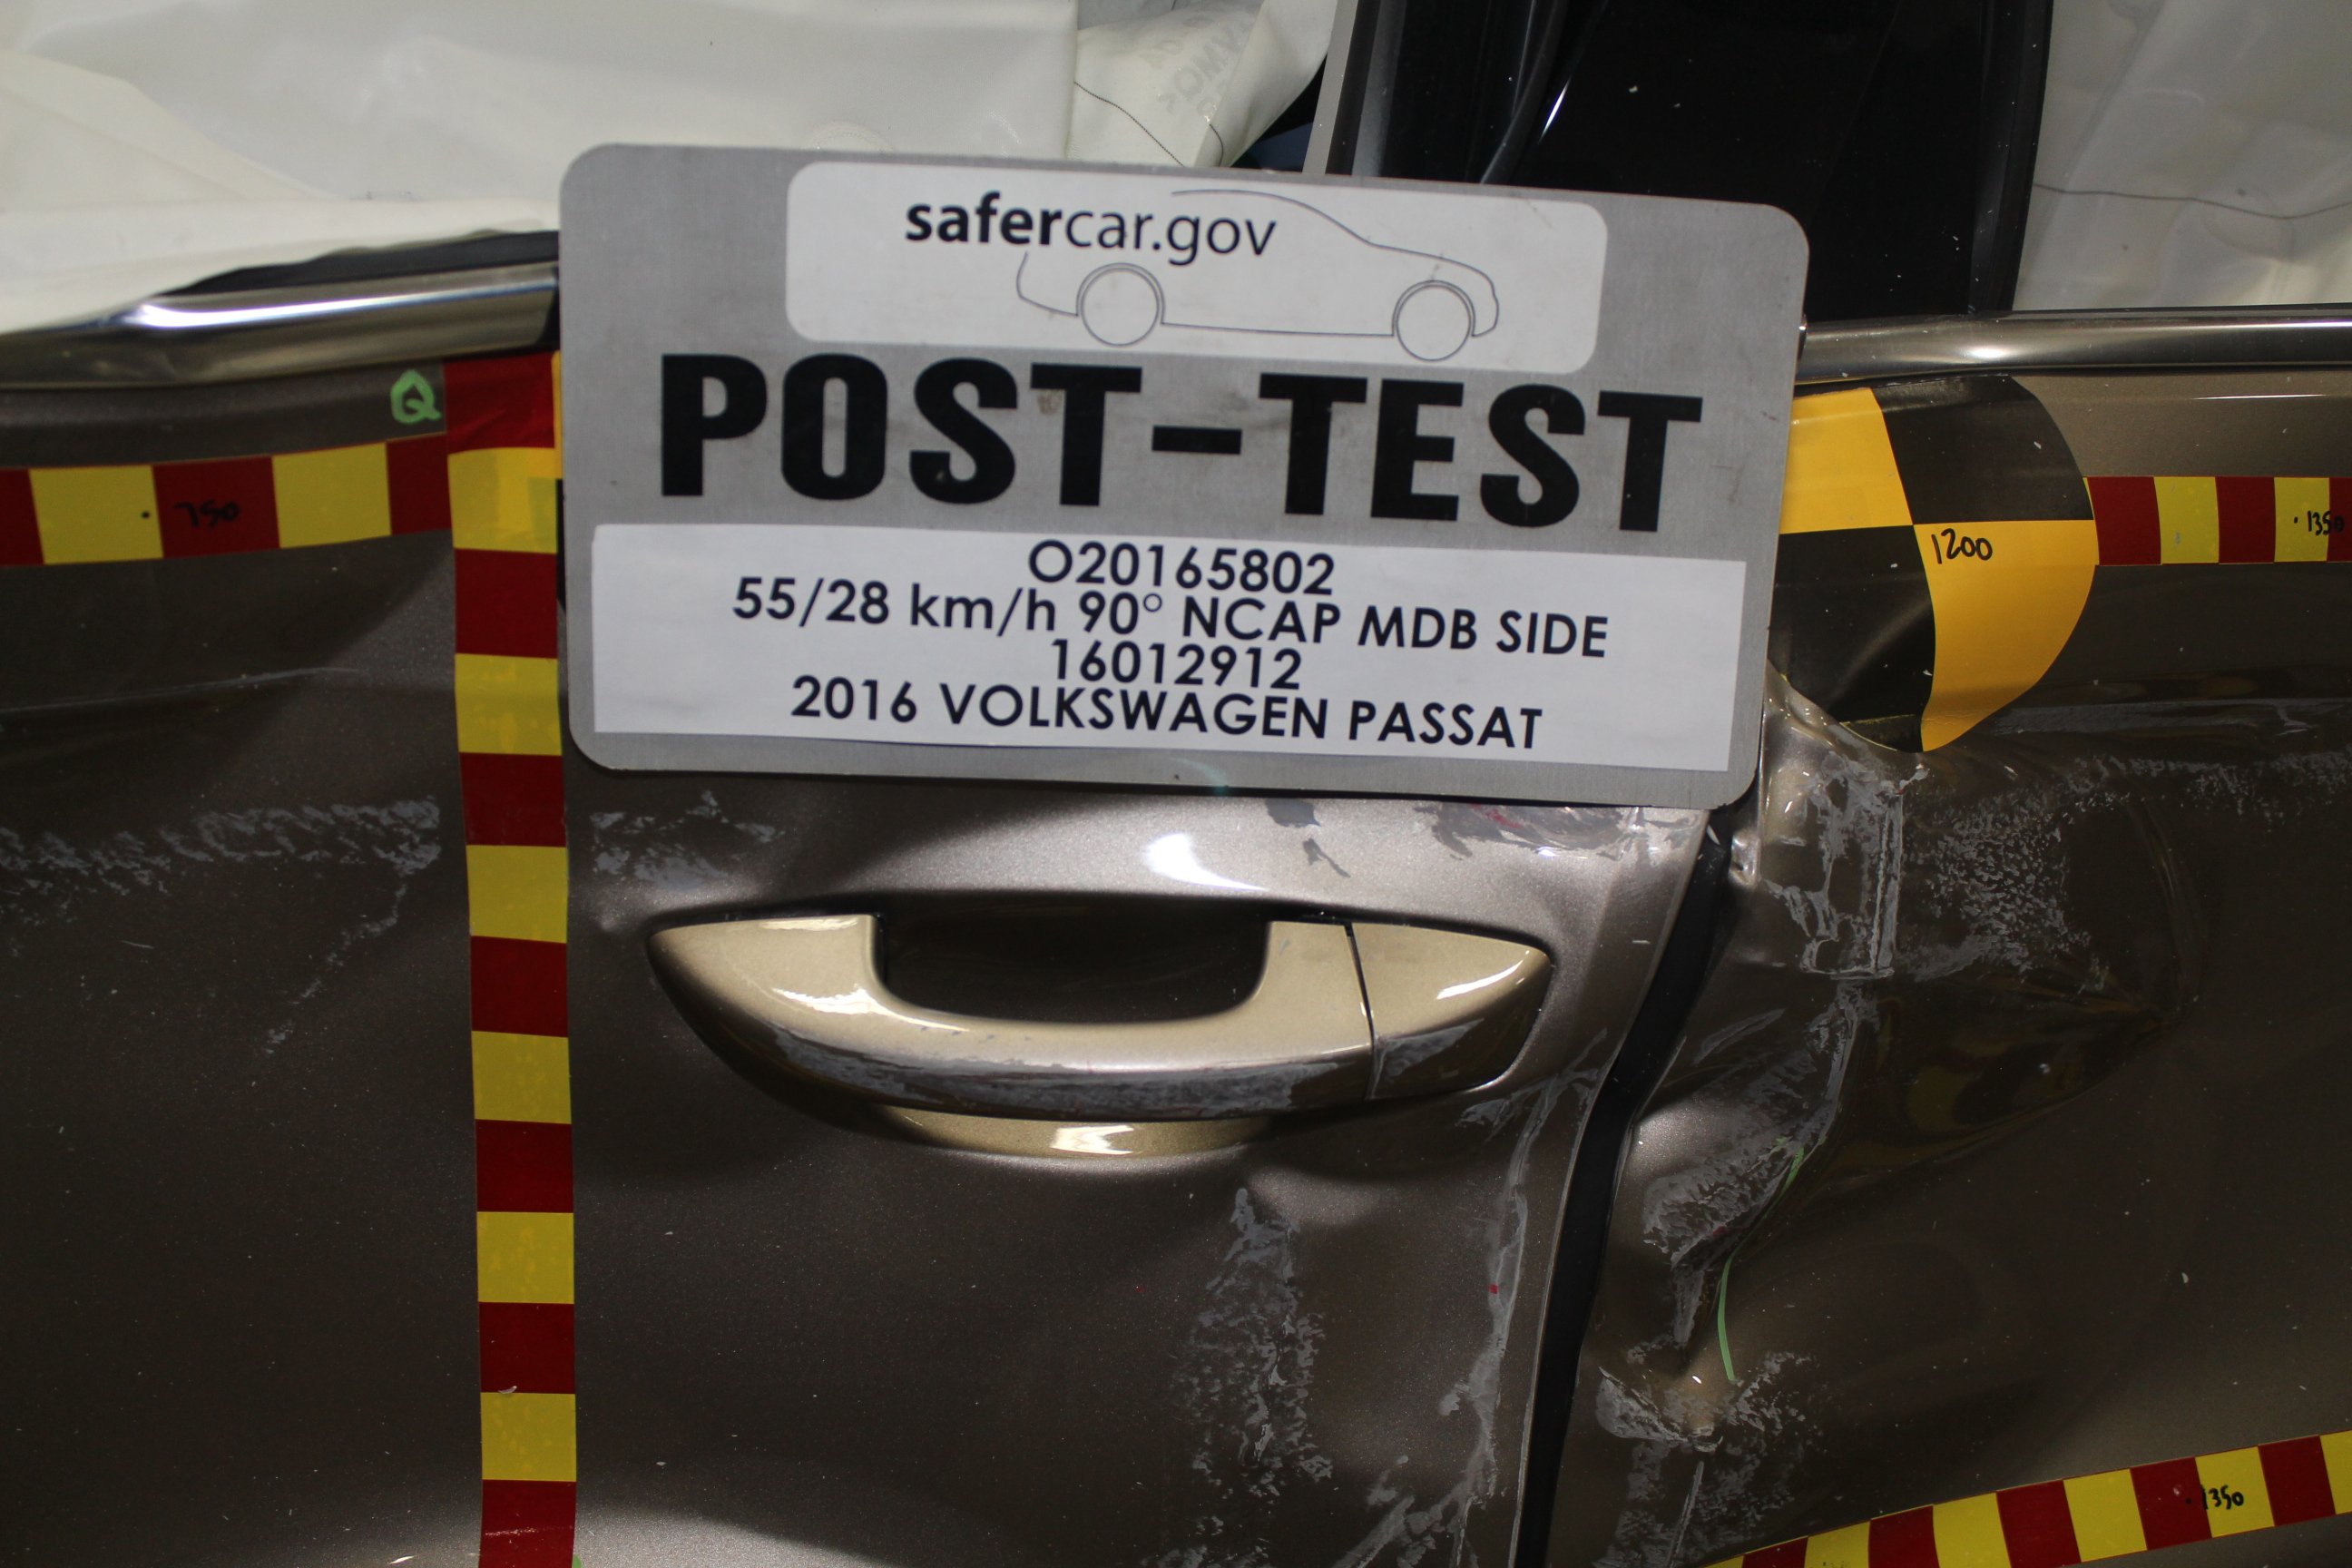 safercar.gov
POST-TEST
O20165802
55/28 km/h 90° NCAP MDB SIDE
16012912
2016 VOLKSWAGEN PASSAT
Q
750
1200
1350
1350